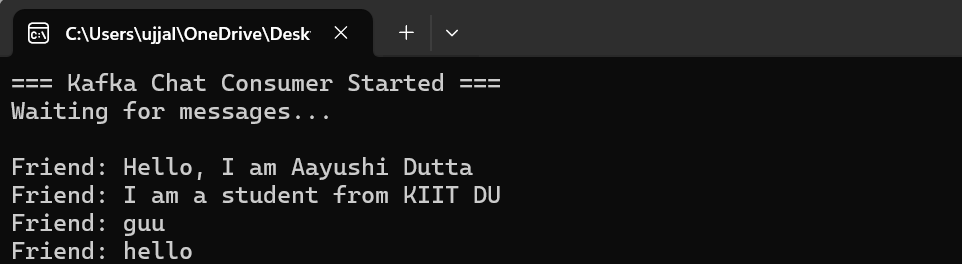 C:\Users\ujjal\OneDrive\Desk
=== Kafka Chat Consumer Started ===
Waiting for messages...
Friend: Hello, I am Aayushi Dutta
Friend: I am a student from KIIT DU
Friend: guu
Friend: hello